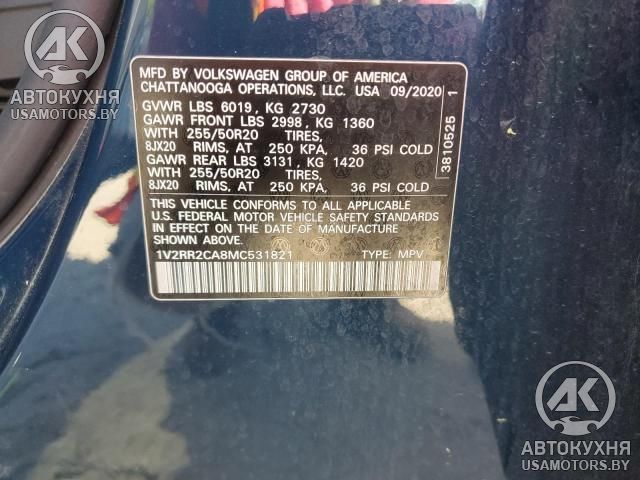 AK
АВТОКУХНЯ
USAMOTORS.BY
MFD BY VOLKSWAGEN GROUP OF AMERICA
CHATTANOOGA OPERATIONS, LLC. USA 09/2020
GVWR LBS 6019, KG 2730
GAWR FRONT LBS 2998, KG 1360
WITH 255/50R20 TIRES,
8JX20 RIMS, AT 250 KPA, 36 PSI COLD
GAWR REAR LBS 3131, KG 1420
WITH 255/50R20 TIRES,
8JX20 RIMS, AT 250 KPA, 36 PSI COLD
THIS VEHICLE CONFORMS TO ALL APPLICABLE
U.S. FEDERAL MOTOR VEHICLE SAFETY STANDARDS
IN EFFECT ON THE DATE OF MANUFACTURE
SHOWN ABOVE.
1V2RR2CA8MC531821 TYPE: MPV
3810525 1
AK
АВТОКУХНЯ
USAMOTORS.BY